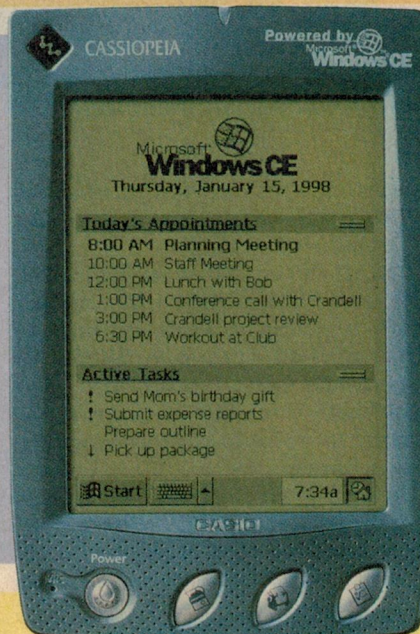 CASSIOPEIA
Powered by
Microsoft
Windows CE
Microsoft
Windows CE
Thursday, January 15, 1998
Today's Appointments
8:00 AM Planning Meeting
10:00 AM Staff Meeting
12:00 PM Lunch with Bob
1:00 PM Conference call with Crandell
3:00 PM Crandell project review
6:30 PM Workout at Club
Active Tasks
! Send Mom's birthday gift
! Submit expense reports
Prepare outline
↓ Pick up package
Start 7:34a
CASIO
Power